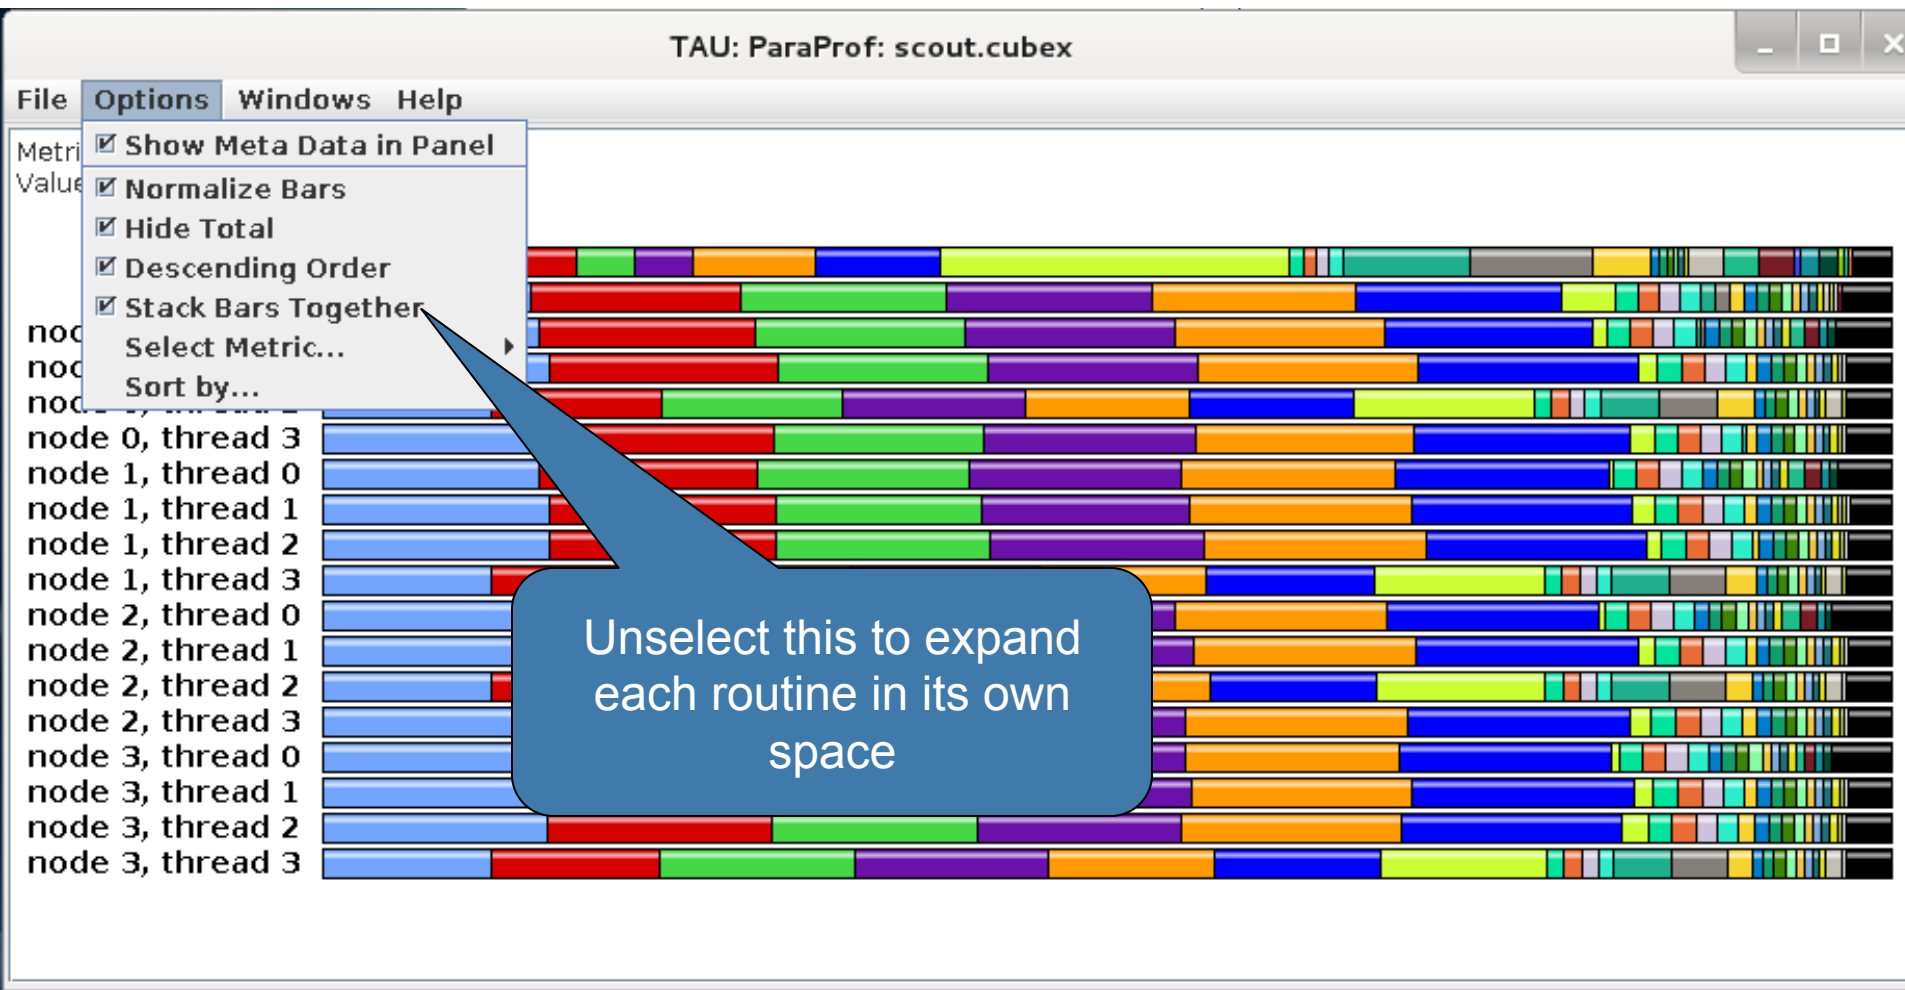 TAU: ParaProf: scout.cubex
File Options Windows Help
Metri
Value
Show Meta Data in Panel
Normalize Bars
Hide Total
Descending Order
Stack Bars Together
Select Metric...
Sort by...
node 0, thread 3
node 1, thread 0
node 1, thread 1
node 1, thread 2
node 1, thread 3
node 2, thread 0
node 2, thread 1
node 2, thread 2
node 2, thread 3
node 3, thread 0
node 3, thread 1
node 3, thread 2
node 3, thread 3
Unselect this to expand
each routine in its own
space